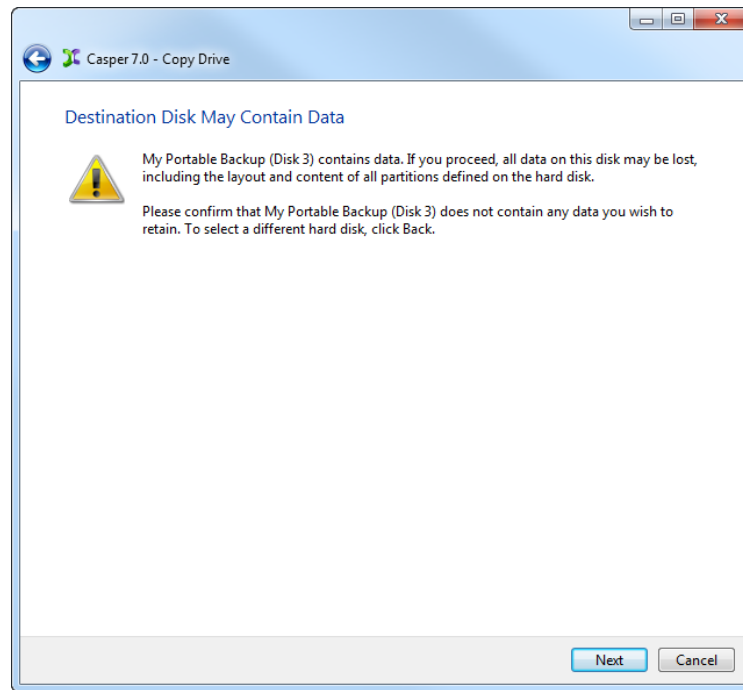 Casper 7.0 - Copy Drive
Destination Disk May Contain Data
My Portable Backup (Disk 3) contains data. If you proceed, all data on this disk may be lost,
including the layout and content of all partitions defined on the hard disk.
Please confirm that My Portable Backup (Disk 3) does not contain any data you wish to
retain. To select a different hard disk, click Back.
Next
Cancel